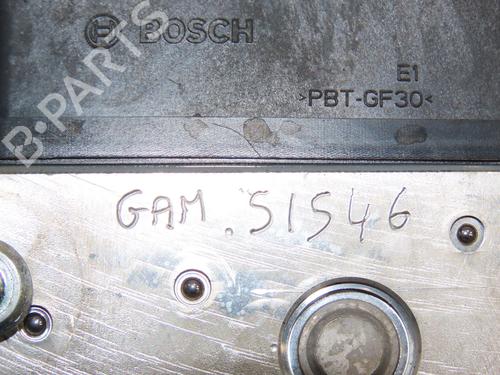 B-PARTS
BOSCH
E1
>PBT-GF30<
GAM. 51546